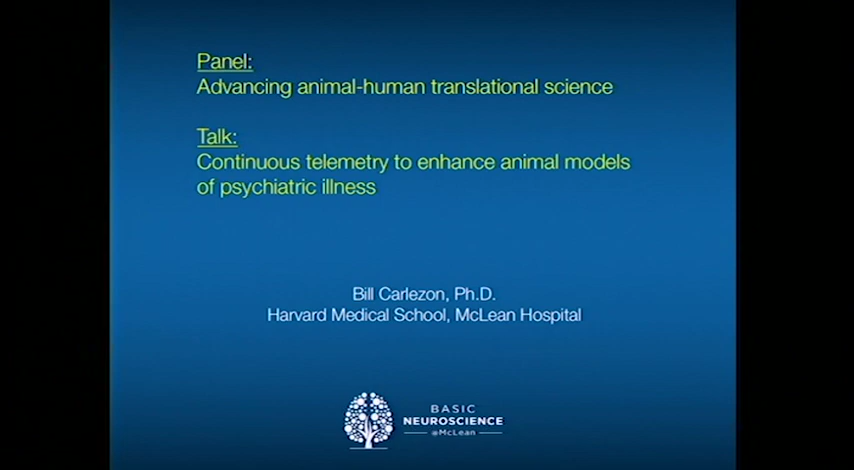 Panel:
Advancing animal-human translational science
Talk:
Continuous telemetry to enhance animal models
of psychiatric illness
Bill Carlezon, Ph.D.
Harvard Medical School, McLean Hospital
BASIC
NEUROSCIENCE
@McLean